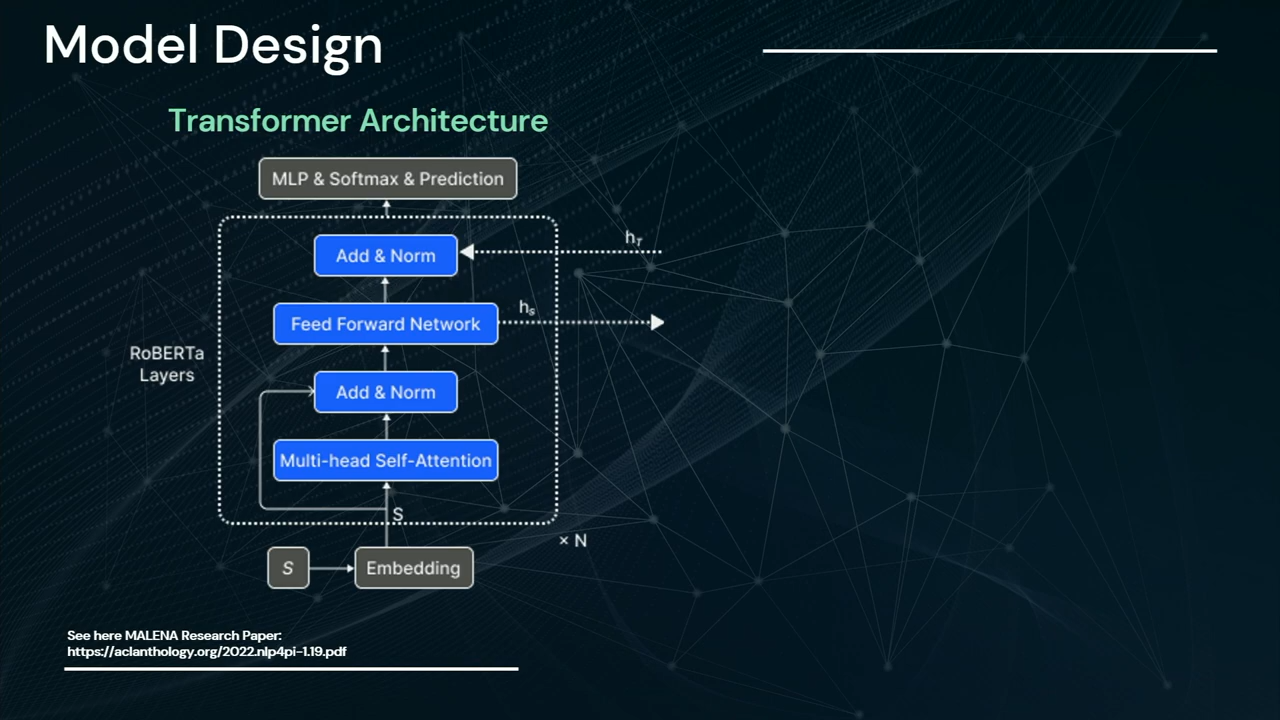 Model Design
Transformer Architecture
MLP & Softmax & Prediction
Add & Norm
h𝑇
Feed Forward Network
hₛ
RoBERTa
Layers
Add & Norm
Multi-head Self-Attention
S
× N
S
Embedding
See here MALENA Research Paper:
https://aclanthology.org/2022.nlp4pi-1.19.pdf